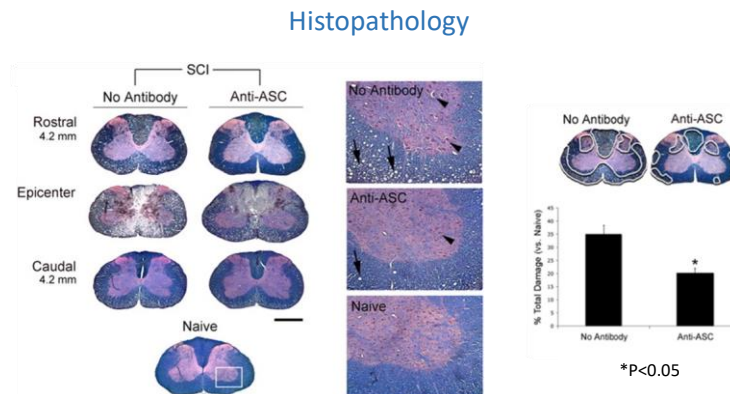 Histopathology
SCI
No Antibody
Anti-ASC
Rostral
4.2 mm
Epicenter
Caudal
4.2 mm
Naive
No Antibody
Anti-ASC
Naive
No Antibody
Anti-ASC
% Total Damage (vs. Naive)
50
45
40
35
30
25
20
15
10
5
0
*
No Antibody
Anti-ASC
*P<0.05